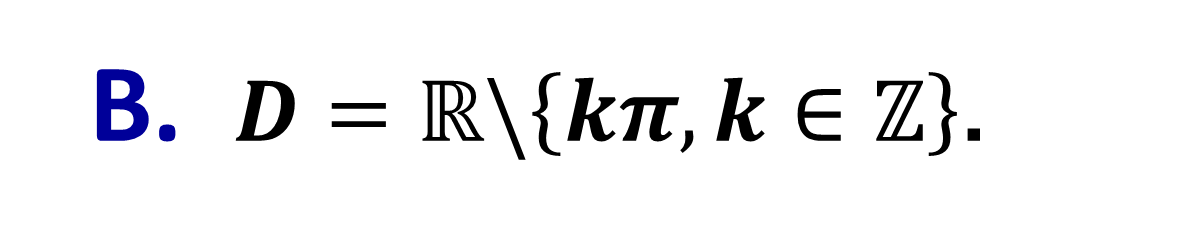 B. D = ℝ\{kπ, k ∈ ℤ}.